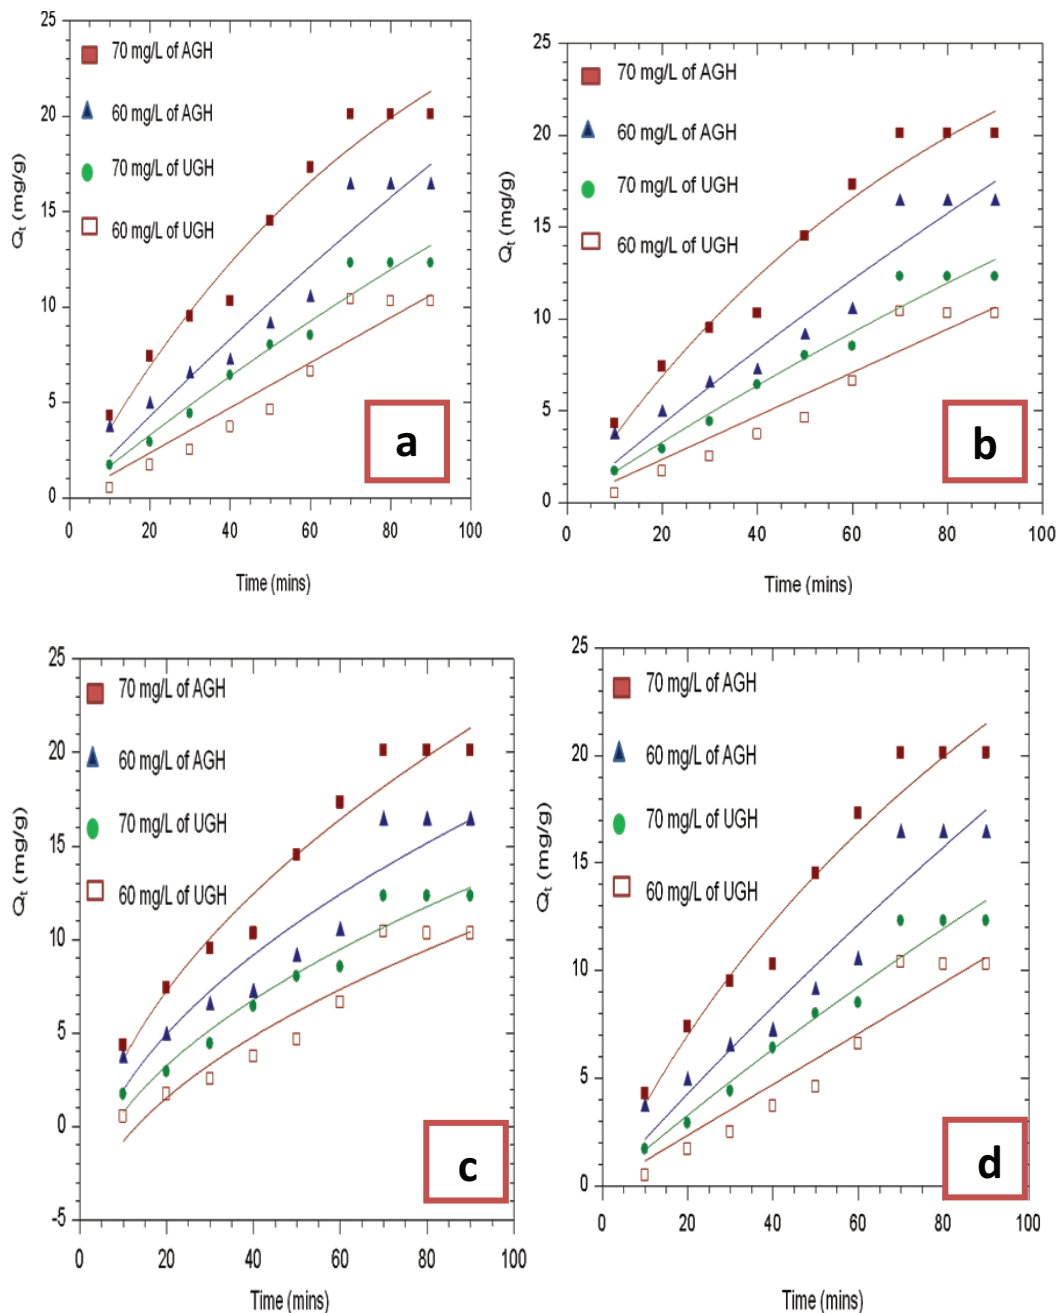 25
20
15
10
5
0
Qt (mg/g)
70 mg/L of AGH
60 mg/L of AGH
70 mg/L of UGH
60 mg/L of UGH
a
0 20 40 60 80 100
Time (mins)
25
20
15
10
5
0
Qt (mg/g)
70 mg/L of AGH
60 mg/L of AGH
70 mg/L of UGH
60 mg/L of UGH
b
0 20 40 60 80 100
Time (mins)
25
20
15
10
5
0
-5
Qt (mg/g)
70 mg/L of AGH
60 mg/L of AGH
70 mg/L of UGH
60 mg/L of UGH
c
0 20 40 60 80 100
Time (mins)
25
20
15
10
5
0
Qt (mg/g)
70 mg/L of AGH
60 mg/L of AGH
70 mg/L of UGH
60 mg/L of UGH
d
0 20 40 60 80 100
Time (mins)